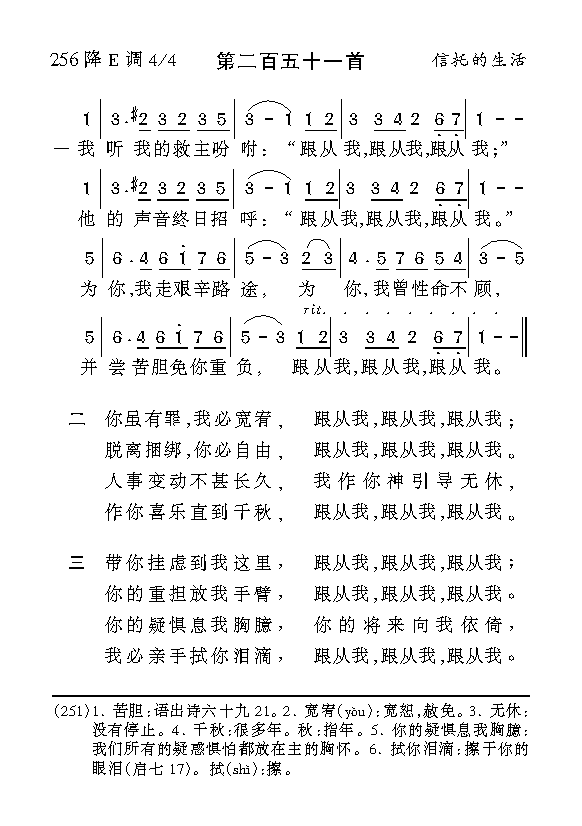 256 降 E 调 4/4 第二百五十一首 信托的生活
1 | 3·#2 3 2 3 5 | 3 - 1 1 2 | 3 3 4 2 6 7 | 1 - -
一 我 听 我的救主吩 咐：“跟从 我,跟从我,跟从 我；”
1 | 3·#2 3 2 3 5 | 3 - 1 1 2 | 3 3 4 2 6 7 | 1 - -
他 的 声音终日招 呼：“跟从我,跟从我,跟从 我。”
5 | 6·4 6 1 7 6 | 5 - 3 2 3 | 4·5 7 6 5 4 | 3 - 5
为 你,我走艰辛路 途， 为 你,我曾性命不 顾，
rit. . . . . . . . .
5 | 6·4 6 1 7 6 | 5 - 3 1 2 | 3 3 4 2 6 7 | 1 - - ‖
并 尝 苦胆免你重 负， 跟从我,跟从我,跟从 我。
二 你虽有罪,我必宽宥， 跟从我,跟从我,跟从我；
脱离捆绑,你必自由， 跟从我,跟从我,跟从我。
人事变动不甚长久， 我作你神引导无休，
作你喜乐直到千秋， 跟从我,跟从我,跟从我。
三 带你挂虑到我这里， 跟从我,跟从我,跟从我；
你的重担放我手臂， 跟从我,跟从我,跟从我。
你的疑惧息我胸臆， 你的将来向我依倚，
我必亲手拭你泪滴， 跟从我,跟从我,跟从我。
(251)1. 苦胆：语出诗六十九 21。2. 宽宥(yòu)：宽恕,赦免。3. 无休：
没有停止。4. 千秋：很多年。秋：指年。5. 你的疑惧息我胸臆：
我们所有的疑惑惧怕都放在主的胸怀。6. 拭你泪滴：擦于你的
眼泪(启七 17)。拭(shì)：擦。